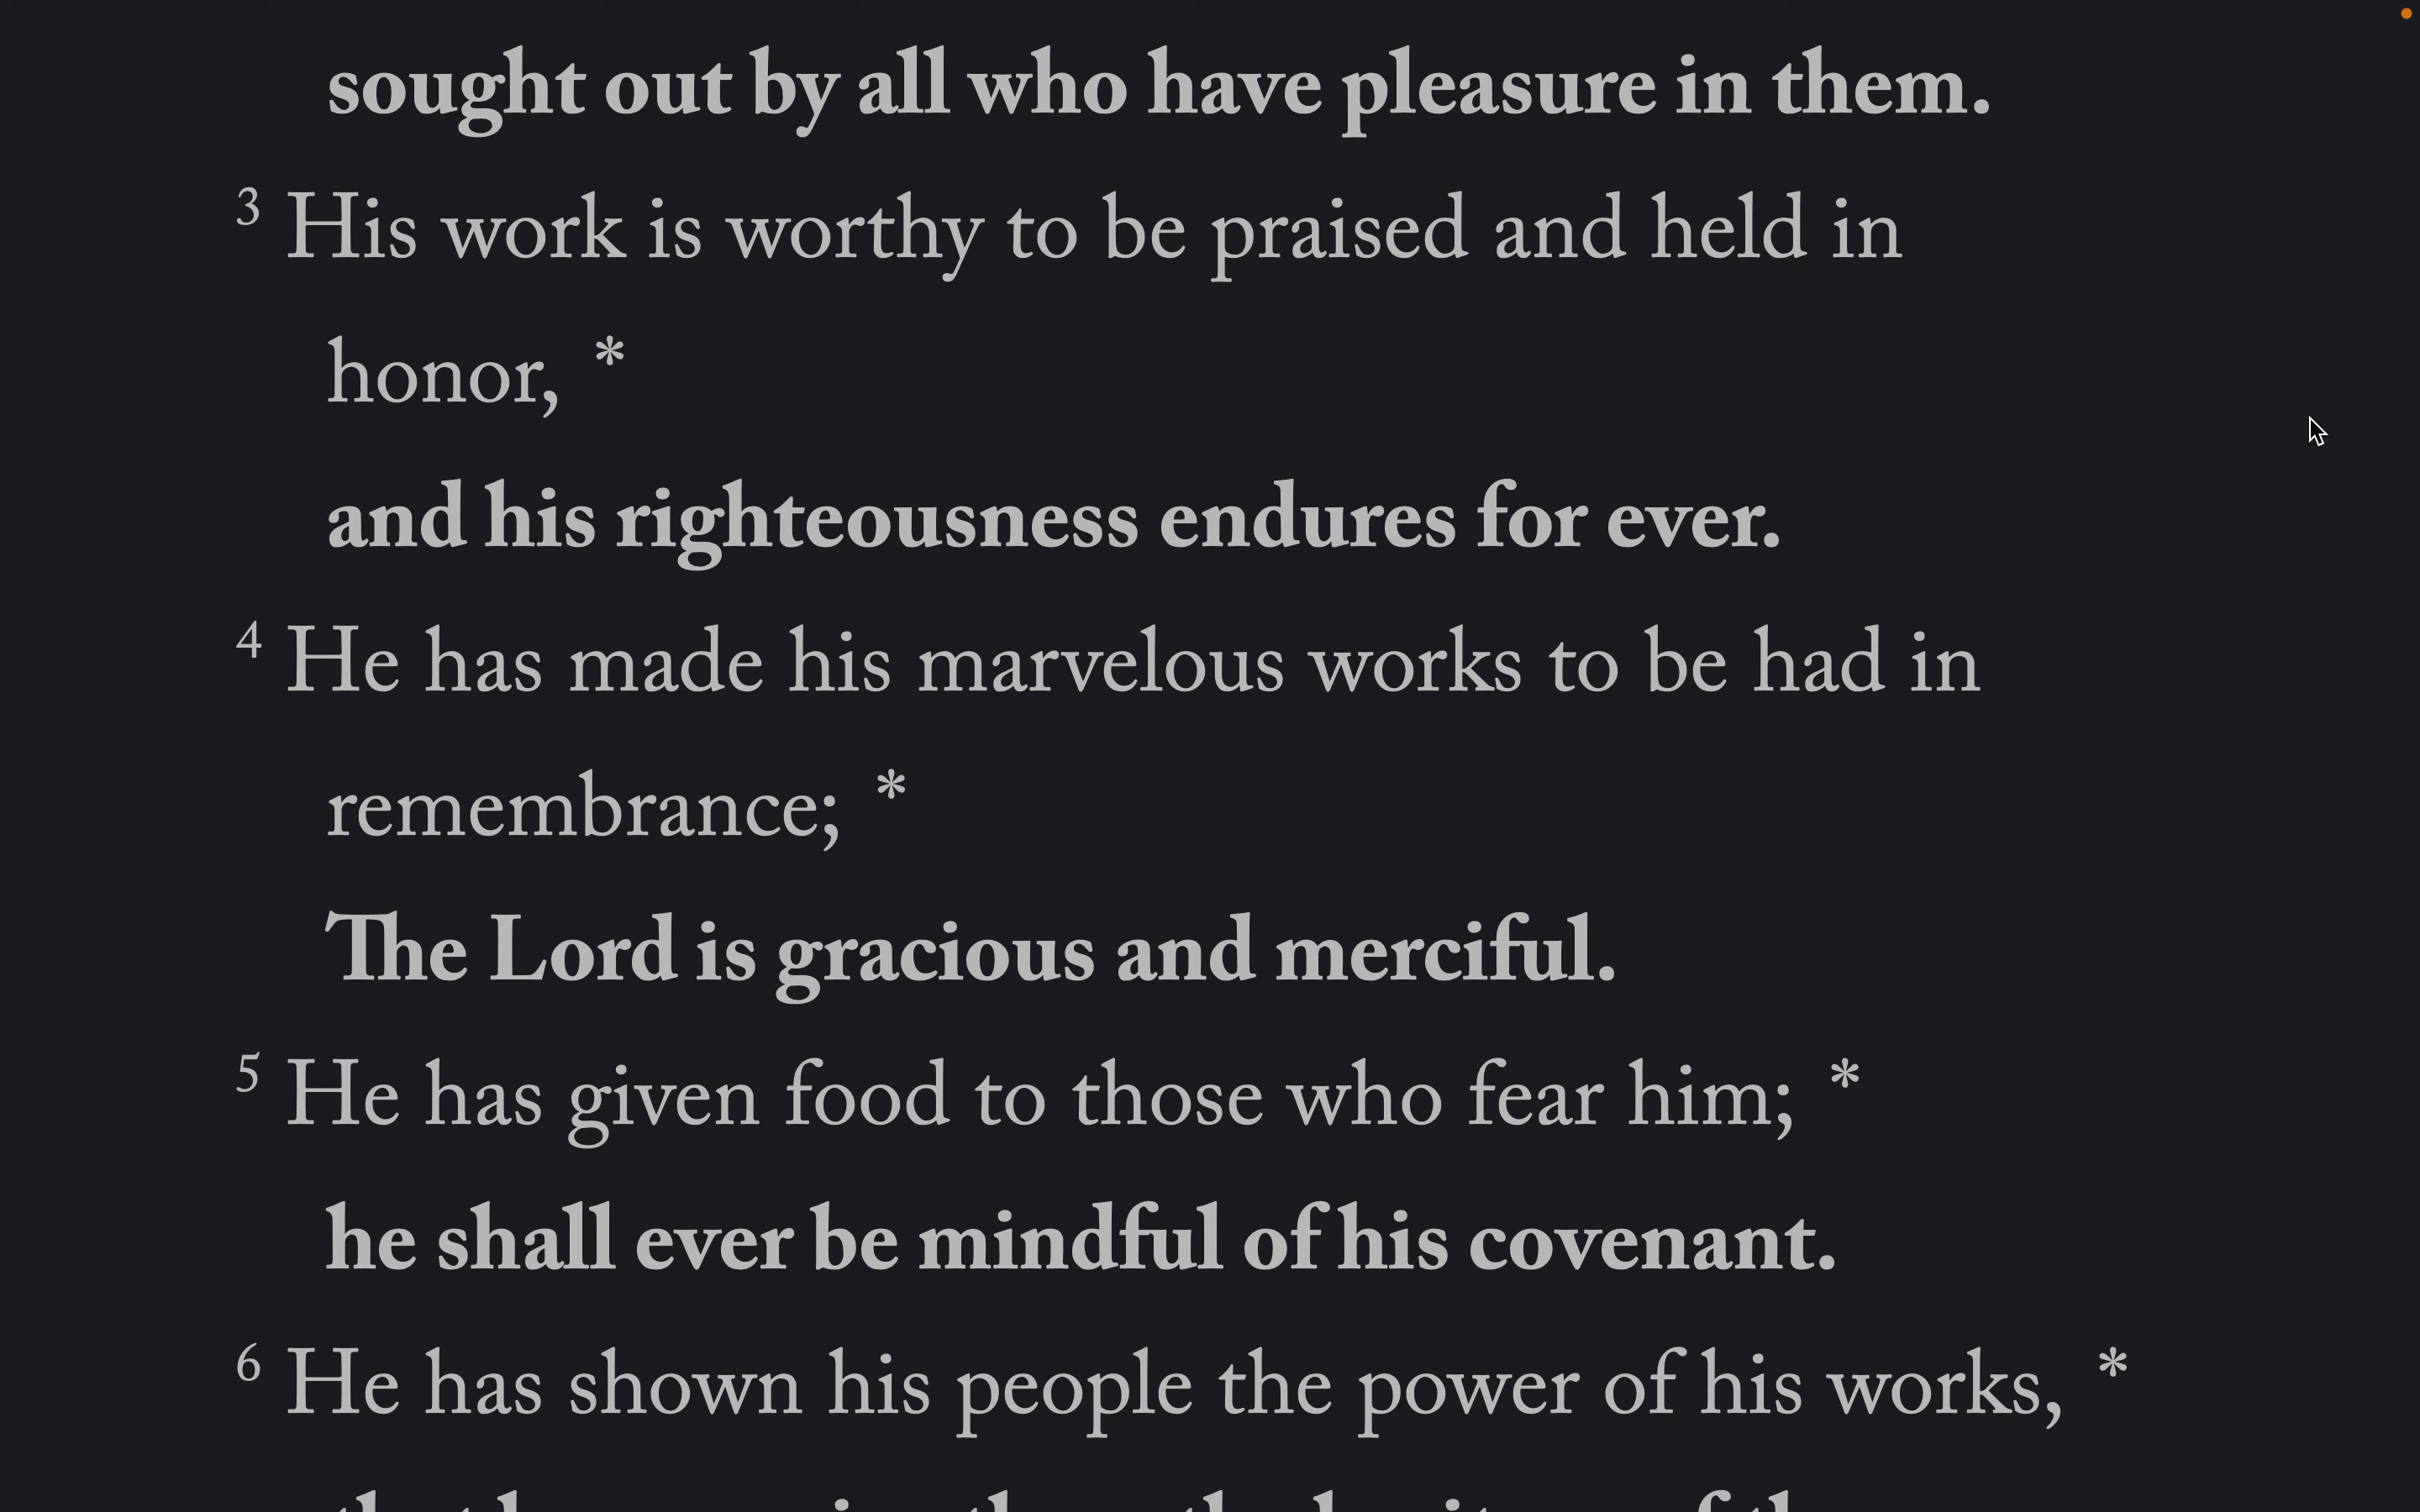 sought out by all who have pleasure in them.
3 His work is worthy to be praised and held in
honor, *
and his righteousness endures for ever.
4 He has made his marvelous works to be had in
remembrance; *
The Lord is gracious and merciful.
5 He has given food to those who fear him; *
he shall ever be mindful of his covenant.
6 He has shown his people the power of his works, *